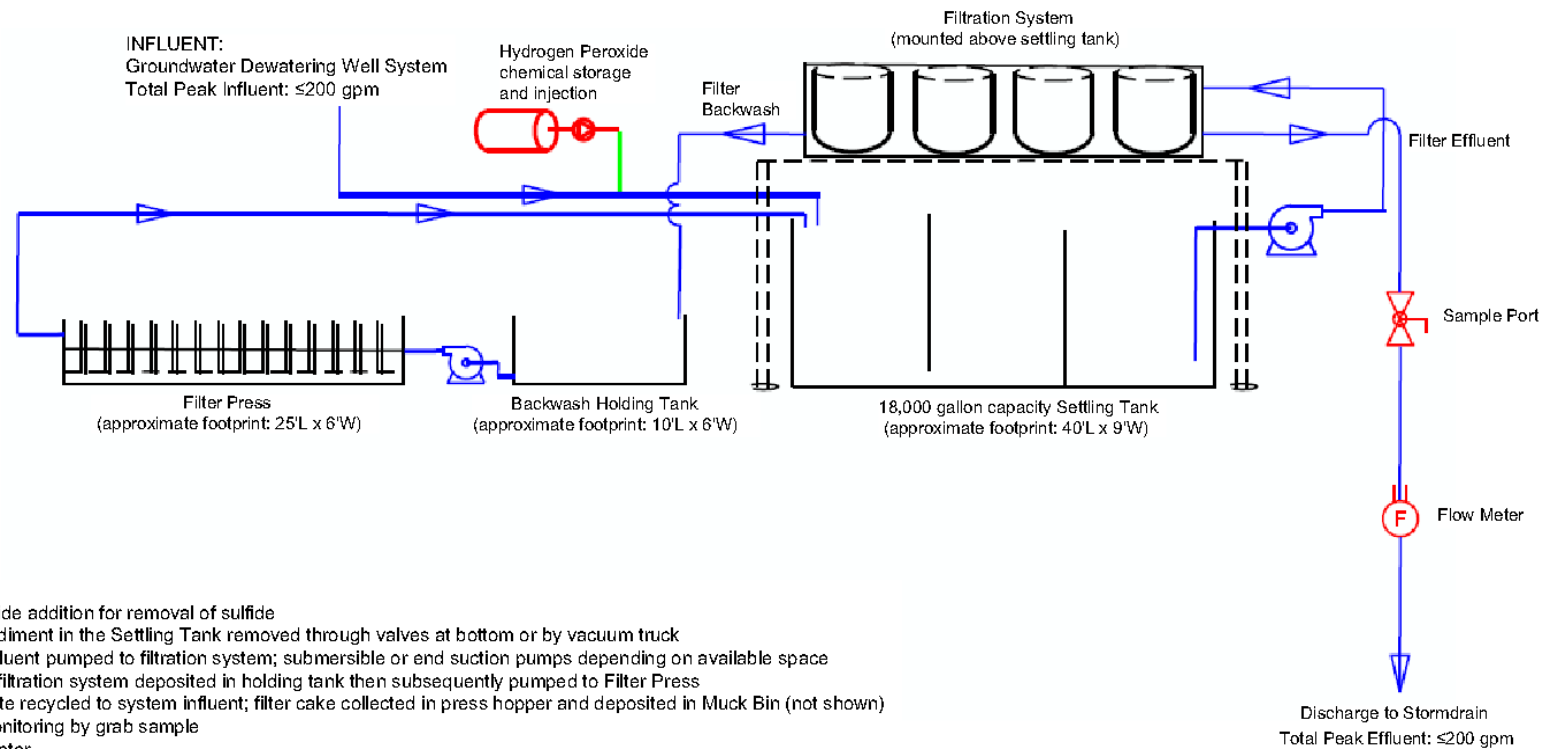 Filtration System
(mounted above settling tank)
INFLUENT:
Groundwater Dewatering Well System
Total Peak Influent: ≤200 gpm
Hydrogen Peroxide
chemical storage
and injection
Filter
Backwash
Filter Effluent
Sample Port
Filter Press
(approximate footprint: 25'L x 6'W)
Backwash Holding Tank
(approximate footprint: 10'L x 6'W)
18,000 gallon capacity Settling Tank
(approximate footprint: 40'L x 9'W)
F
Flow Meter
de addition for removal of sulfide
diment in the Settling Tank removed through valves at bottom or by vacuum truck
luent pumped to filtration system; submersible or end suction pumps depending on available space
filtration system deposited in holding tank then subsequently pumped to Filter Press
te recycled to system influent; filter cake collected in press hopper and deposited in Muck Bin (not shown)
nitoring by grab sample
Discharge to Stormdrain
Total Peak Effluent: ≤200 gpm